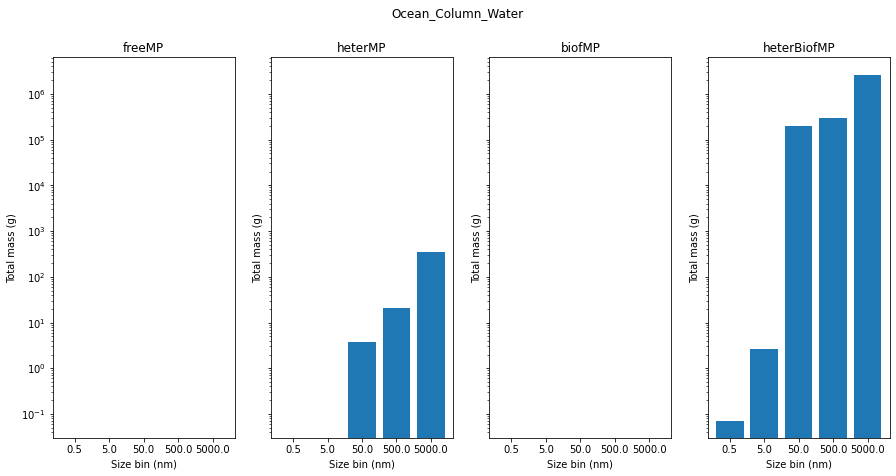 Ocean_Column_Water
freeMP
heterMP
biofMP
heterBiofMP
Total mass (g)
10⁶
10⁵
10⁴
10³
10²
10¹
10⁰
10⁻¹
0.5 5.0 50.0 500.0 5000.0
Size bin (nm)
Total mass (g)
0.5 5.0 50.0 500.0 5000.0
Size bin (nm)
Total mass (g)
0.5 5.0 50.0 500.0 5000.0
Size bin (nm)
Total mass (g)
0.5 5.0 50.0 500.0 5000.0
Size bin (nm)